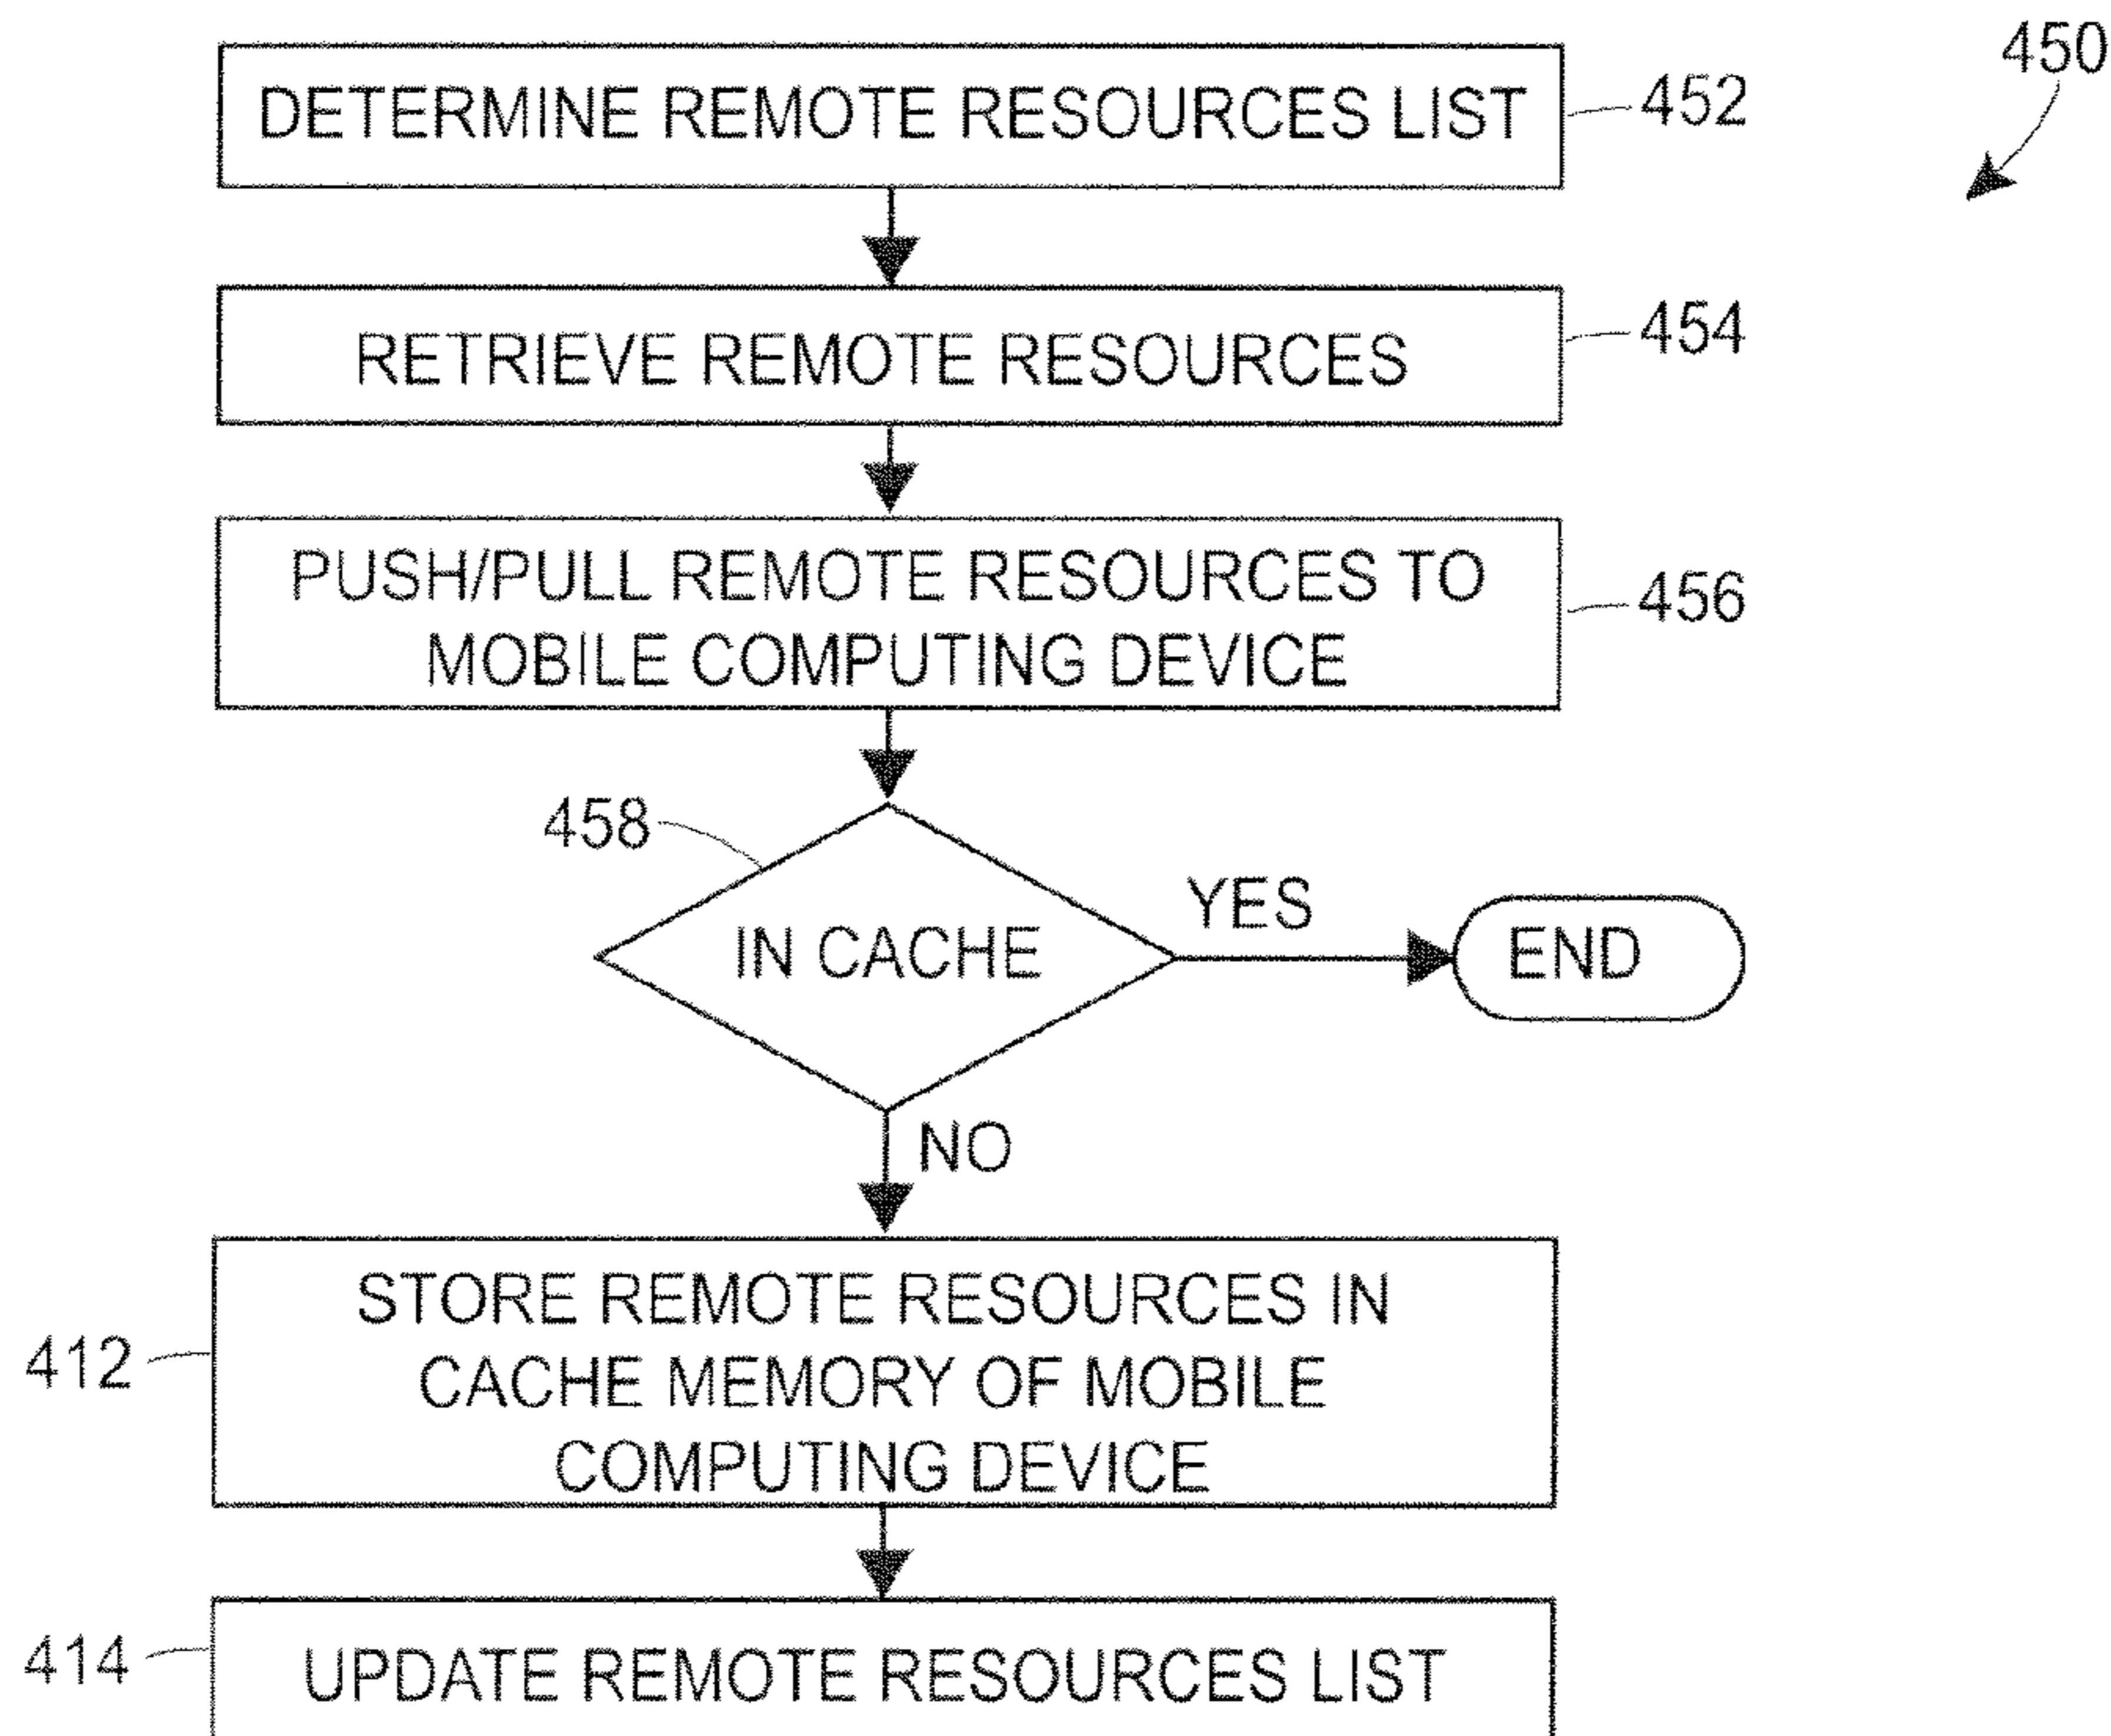 450
DETERMINE REMOTE RESOURCES LIST
452
RETRIEVE REMOTE RESOURCES
454
PUSH/PULL REMOTE RESOURCES TO
MOBILE COMPUTING DEVICE
456
458
IN CACHE
YES
END
NO
STORE REMOTE RESOURCES IN
CACHE MEMORY OF MOBILE
COMPUTING DEVICE
412
UPDATE REMOTE RESOURCES LIST
414